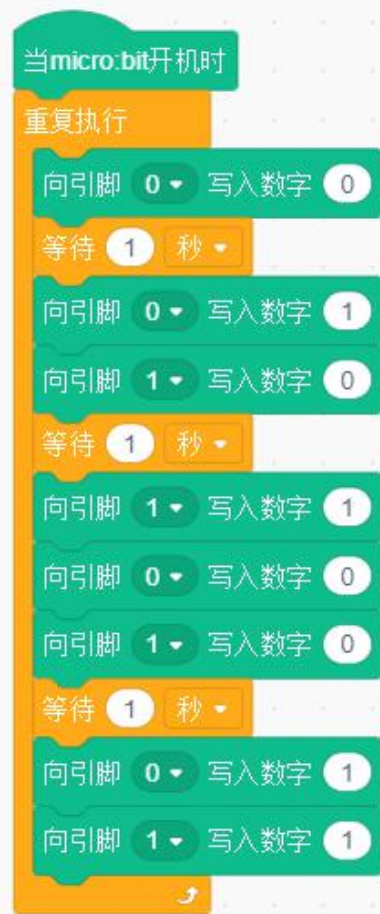 当micro:bit开机时
重复执行
向引脚 0 写入数字 0
等待 1 秒
向引脚 0 写入数字 1
向引脚 1 写入数字 0
等待 1 秒
向引脚 1 写入数字 1
向引脚 0 写入数字 0
向引脚 1 写入数字 0
等待 1 秒
向引脚 0 写入数字 1
向引脚 1 写入数字 1